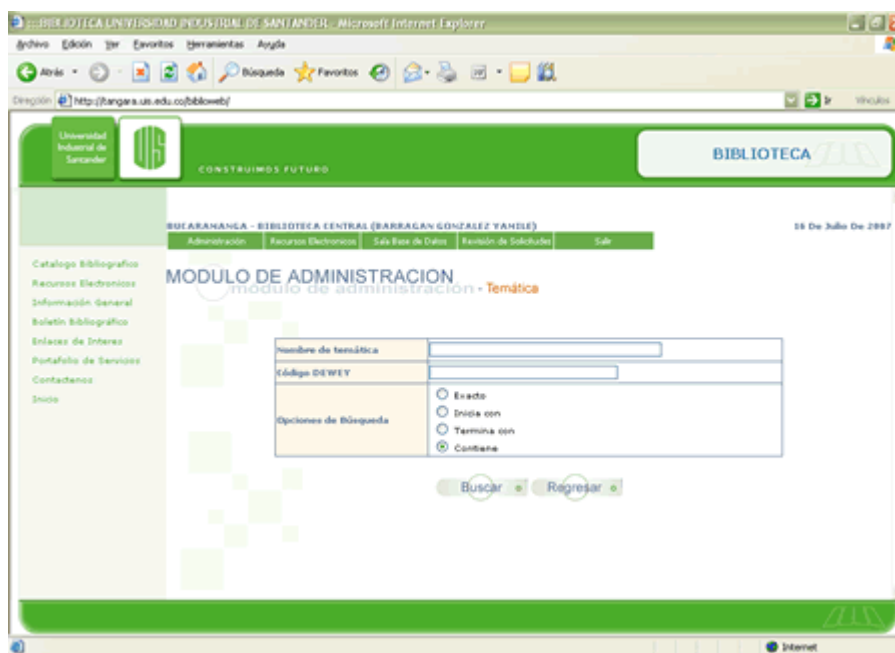 :::BIBLIOTECA UNIVERSIDAD INDUSTRIAL DE SANTANDER - Microsoft Internet Explorer
Archivo Edición Ver Favoritos Herramientas Ayuda
Atrás Búsqueda Favoritos
Dirección http://tangara.uis.edu.co/bibloweb/ Ir Vínculos
Universidad
Industrial de
Santander
UIS
CONSTRUIMOS FUTURO
BIBLIOTECA
BUCARAMANGA - BIBLIOTECA CENTRAL (BARRAGAN GONZALEZ YANILE)
16 De Julio De 2007
Administración Recursos Electronicos Sala Base de Datos Revisión de Solicitudes Salir
Catalogo Bibliografico
Recursos Electronicos
Información General
Boletín Bibliográfico
Enlaces de Interes
Portafolio de Servicios
Contactenos
Inicio
MODULO DE ADMINISTRACION
módulo de administración - Temática
Nombre de temática
Código DEWEY
Opciones de Búsqueda
Exacto
Inicia con
Termina con
Contiene
Buscar Regresar
Internet